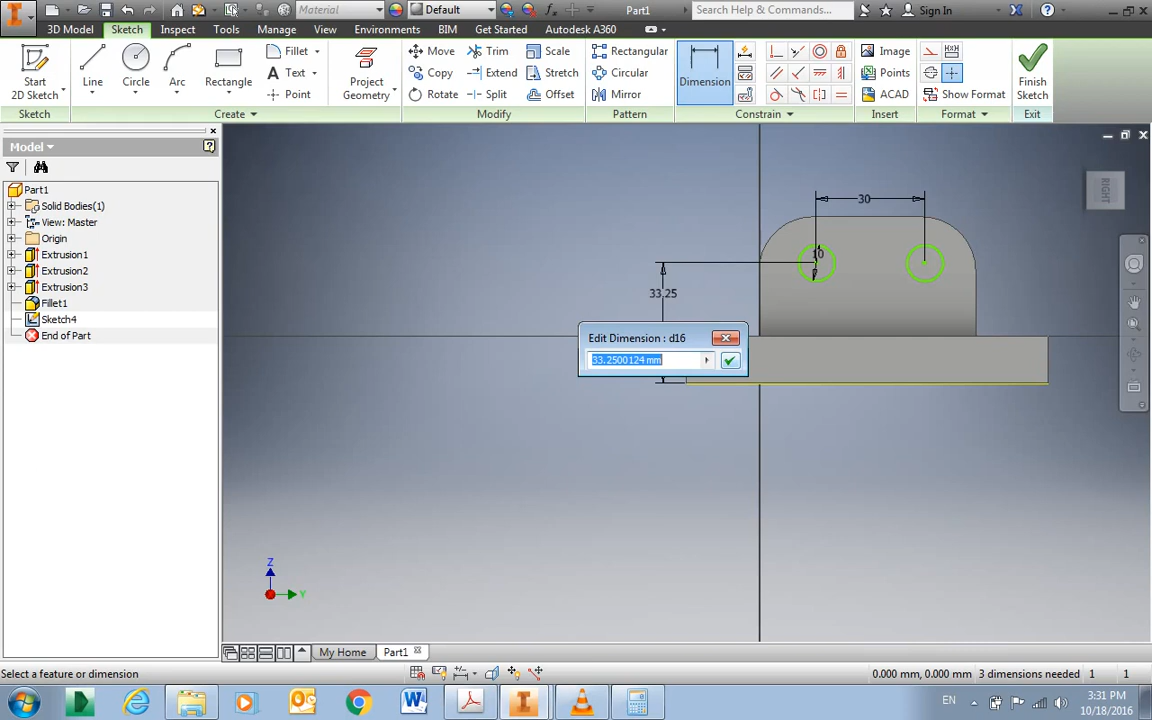 Material
Default
Part1
Search Help & Commands...
Sign In
3D Model
Sketch
Inspect
Tools
Manage
View
Environments
BIM
Get Started
Autodesk A360
Start
2D Sketch
Line
Circle
Arc
Rectangle
Fillet
Text
Point
Project
Geometry
Move
Copy
Rotate
Trim
Extend
Split
Scale
Stretch
Offset
Rectangular
Circular
Mirror
Dimension
Image
Points
ACAD
Show Format
Finish
Sketch
Sketch
Create
Modify
Pattern
Constrain
Insert
Format
Exit
Model
Part1
Solid Bodies(1)
View: Master
Origin
Extrusion1
Extrusion2
Extrusion3
Fillet1
Sketch4
End of Part
RIGHT
30
10
33.25
Edit Dimension : d16
33.2500124 mm
Z
Y
My Home
Part1
Select a feature or dimension
0.000 mm, 0.000 mm
3 dimensions needed
1
1
EN
3:31 PM
10/18/2016